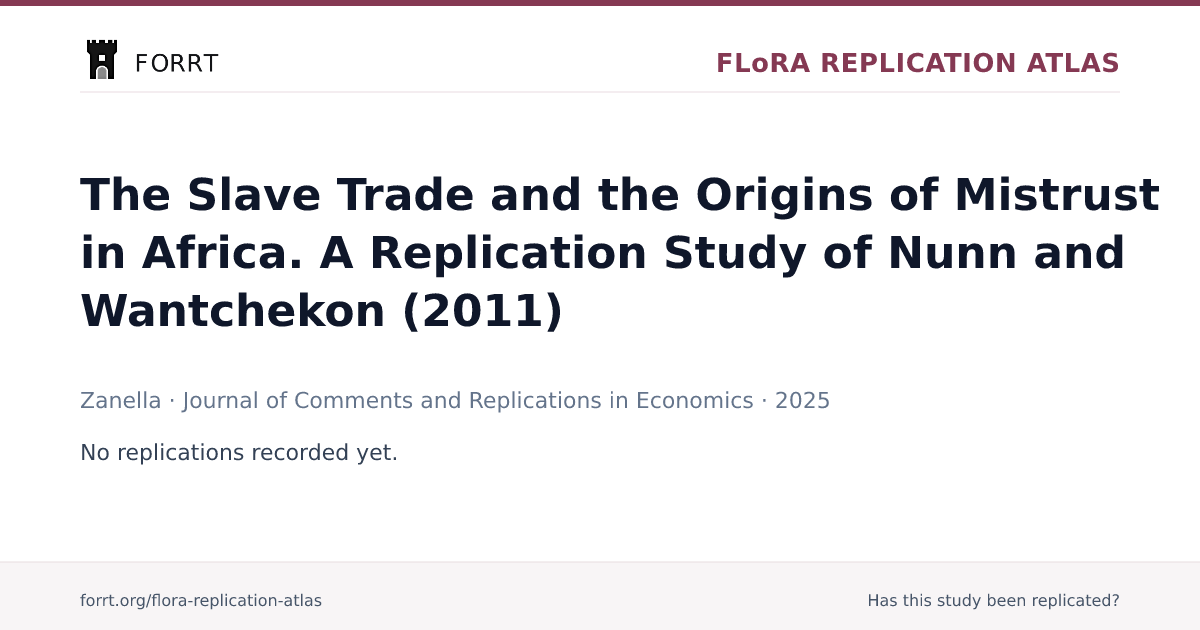 FORRT
FLoRA REPLICATION ATLAS
The Slave Trade and the Origins of Mistrust
in Africa. A Replication Study of Nunn and
Wantchekon (2011)
Zanella · Journal of Comments and Replications in Economics · 2025
No replications recorded yet.
forrt.org/flora-replication-atlas
Has this study been replicated?